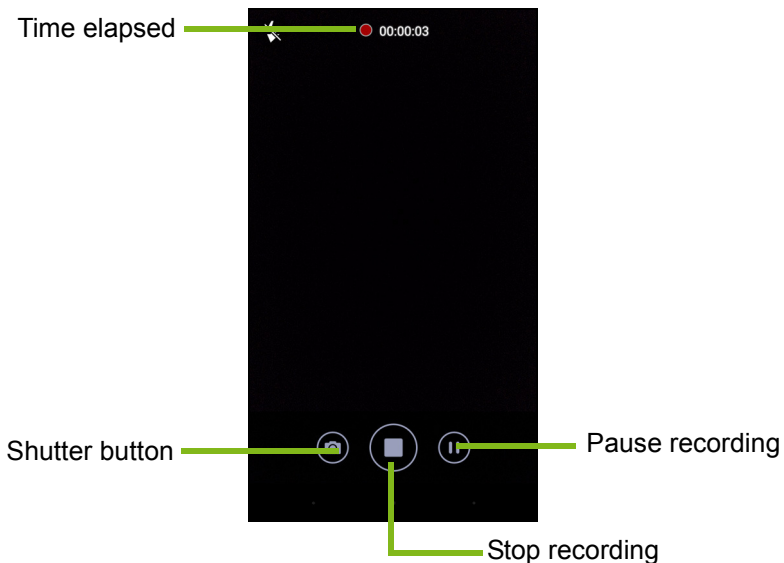 Time elapsed
00:00:03
Shutter button
Pause recording
Stop recording